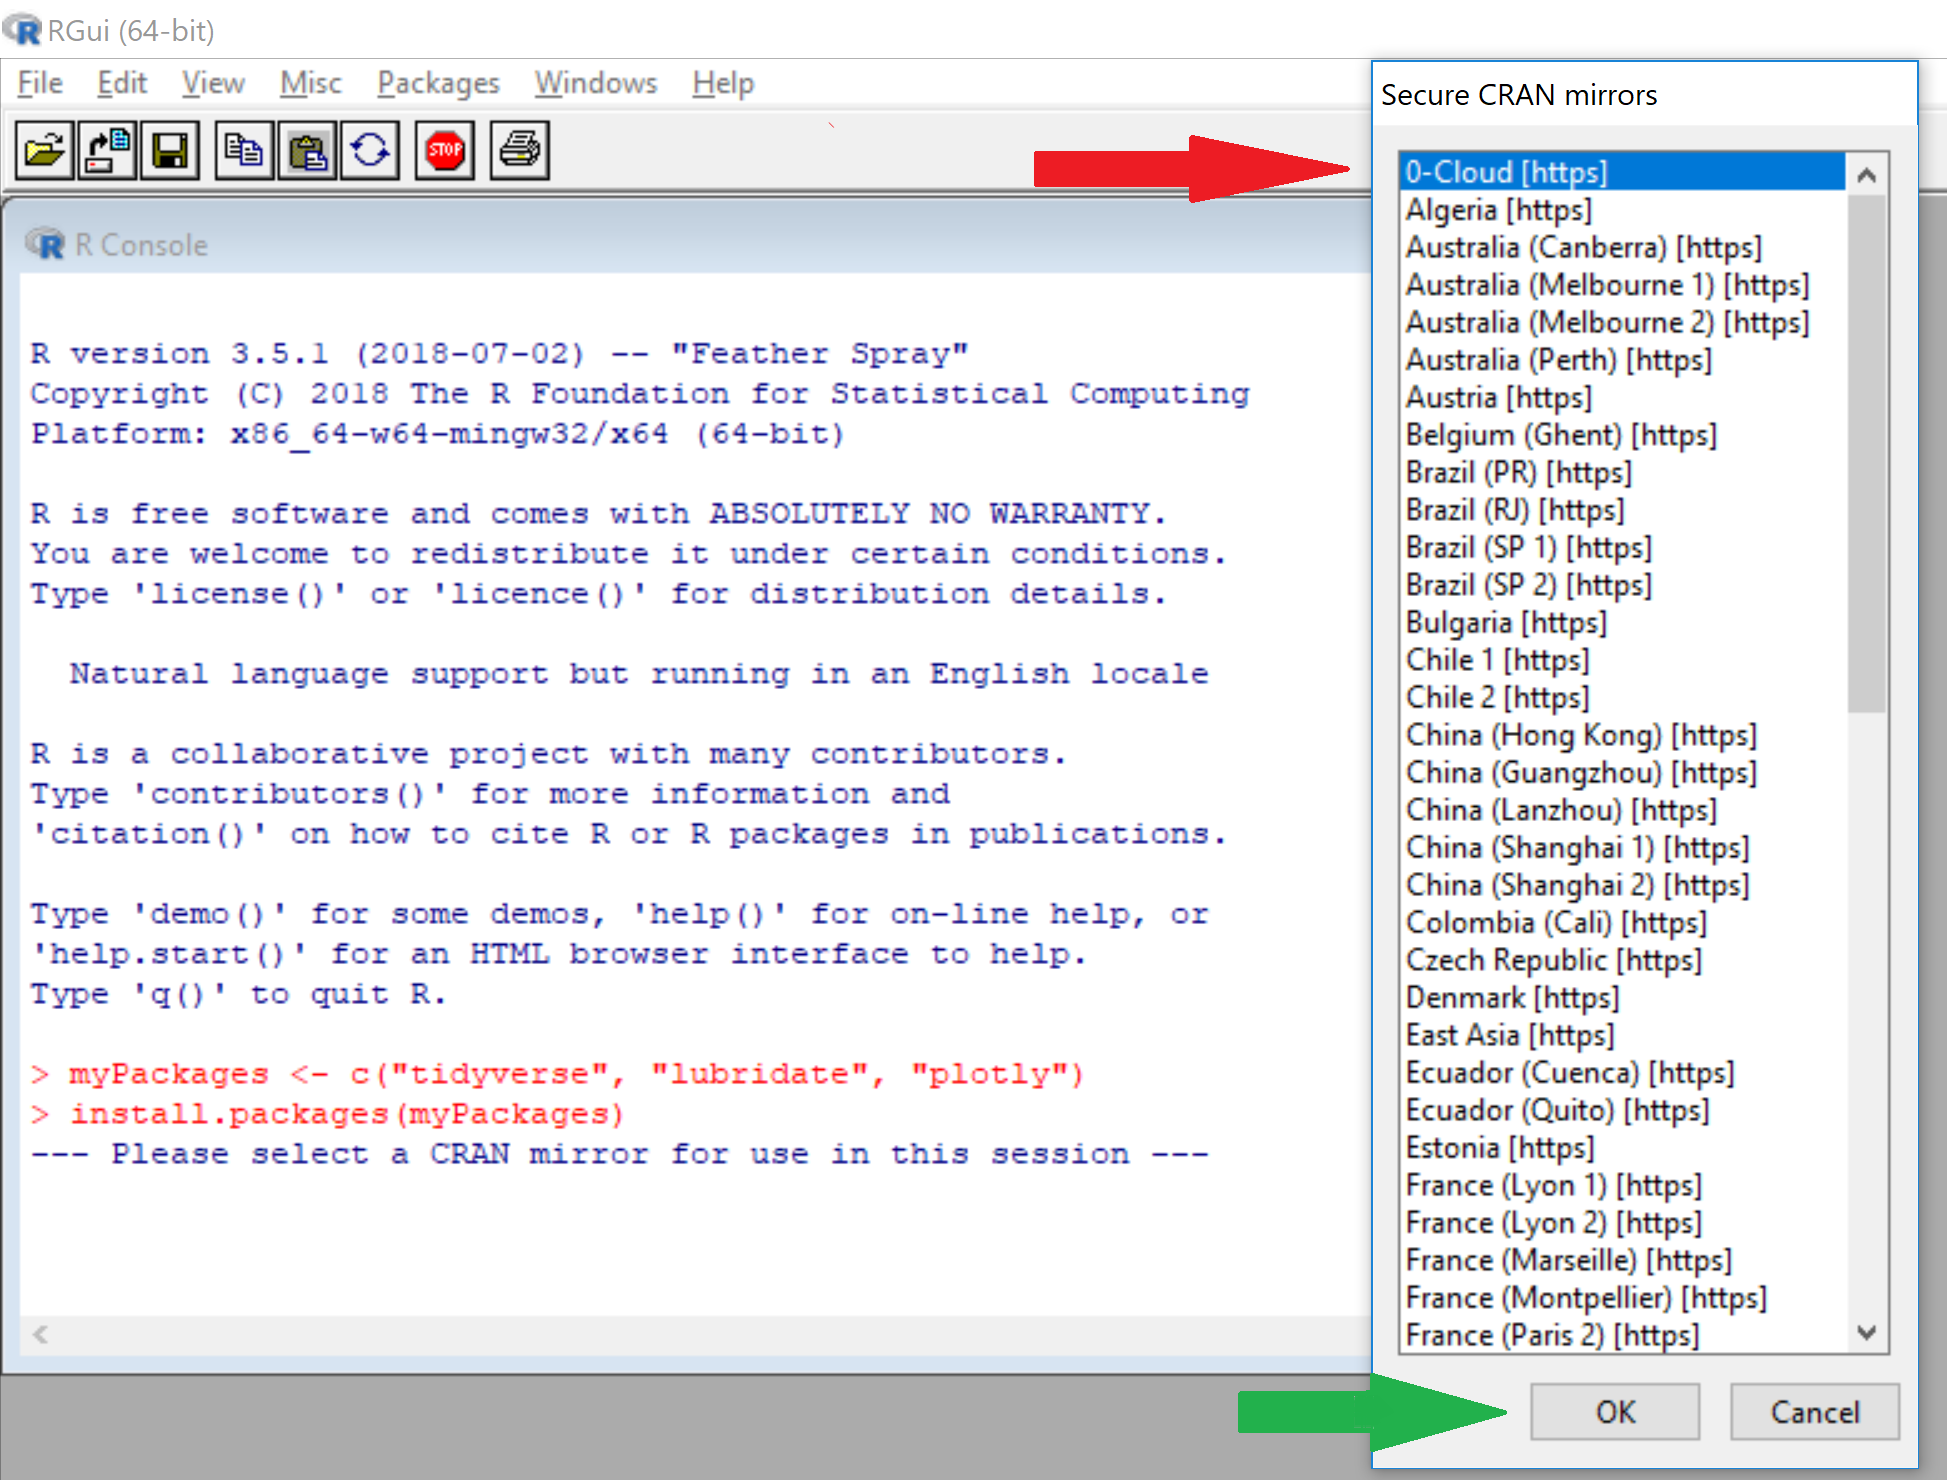 RGui (64-bit)
File Edit View Misc Packages Windows Help
STOP
R Console
R version 3.5.1 (2018-07-02) -- "Feather Spray"
Copyright (C) 2018 The R Foundation for Statistical Computing
Platform: x86_64-w64-mingw32/x64 (64-bit)
R is free software and comes with ABSOLUTELY NO WARRANTY.
You are welcome to redistribute it under certain conditions.
Type 'license()' or 'licence()' for distribution details.
Natural language support but running in an English locale
R is a collaborative project with many contributors.
Type 'contributors()' for more information and
'citation()' on how to cite R or R packages in publications.
Type 'demo()' for some demos, 'help()' for on-line help, or
'help.start()' for an HTML browser interface to help.
Type 'q()' to quit R.
> myPackages <- c("tidyverse", "lubridate", "plotly")
> install.packages(myPackages)
--- Please select a CRAN mirror for use in this session ---
Secure CRAN mirrors
0-Cloud [https]
Algeria [https]
Australia (Canberra) [https]
Australia (Melbourne 1) [https]
Australia (Melbourne 2) [https]
Australia (Perth) [https]
Austria [https]
Belgium (Ghent) [https]
Brazil (PR) [https]
Brazil (RJ) [https]
Brazil (SP 1) [https]
Brazil (SP 2) [https]
Bulgaria [https]
Chile 1 [https]
Chile 2 [https]
China (Hong Kong) [https]
China (Guangzhou) [https]
China (Lanzhou) [https]
China (Shanghai 1) [https]
China (Shanghai 2) [https]
Colombia (Cali) [https]
Czech Republic [https]
Denmark [https]
East Asia [https]
Ecuador (Cuenca) [https]
Ecuador (Quito) [https]
Estonia [https]
France (Lyon 1) [https]
France (Lyon 2) [https]
France (Marseille) [https]
France (Montpellier) [https]
France (Paris 2) [https]
OK Cancel